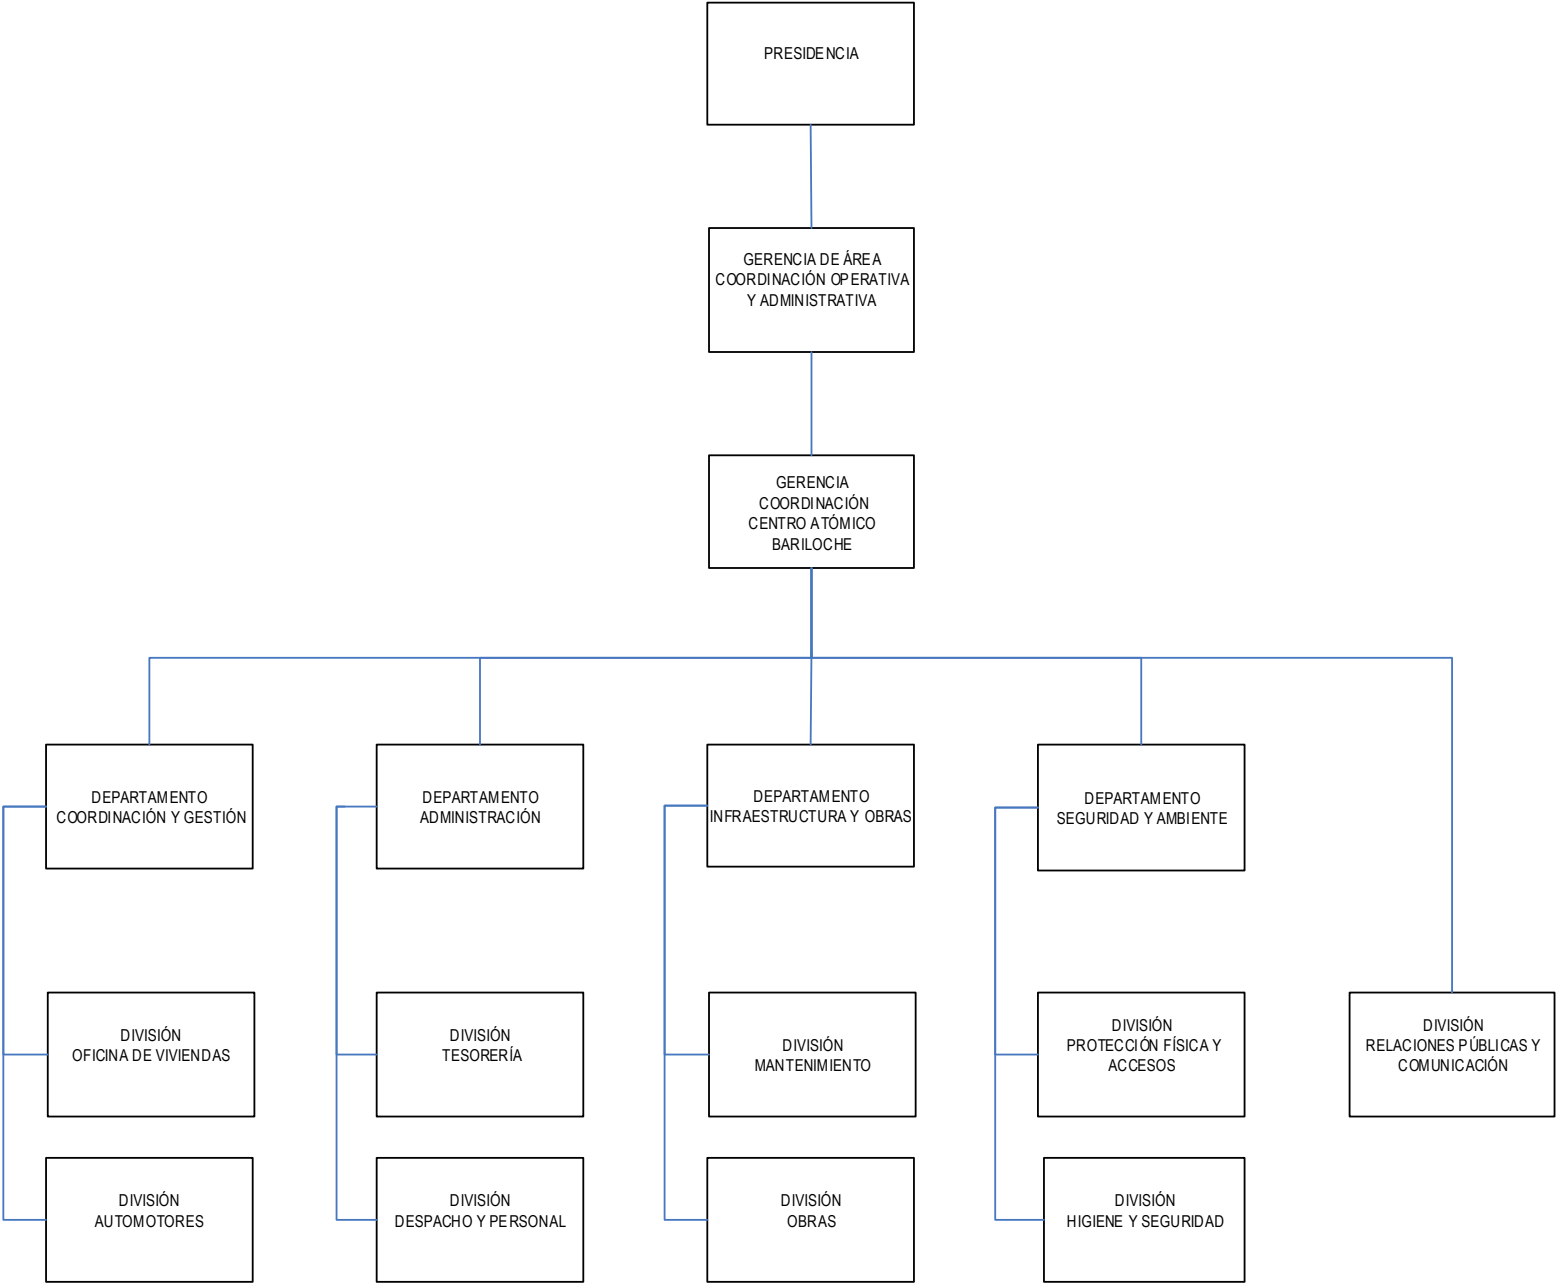 PRESIDENCIA
GERENCIA DE ÁREA
COORDINACIÓN OPERATIVA
Y ADMINISTRATIVA
GERENCIA
COORDINACIÓN
CENTRO ATÓMICO
BARILOCHE
DEPARTAMENTO
COORDINACIÓN Y GESTIÓN
DEPARTAMENTO
ADMINISTRACIÓN
DEPARTAMENTO
INFRAESTRUCTURA Y OBRAS
DEPARTAMENTO
SEGURIDAD Y AMBIENTE
DIVISIÓN
OFICINA DE VIVIENDAS
DIVISIÓN
TESORERÍA
DIVISIÓN
MANTENIMIENTO
DIVISIÓN
PROTECCIÓN FÍSICA Y
ACCESOS
DIVISIÓN
RELACIONES PÚBLICAS Y
COMUNICACIÓN
DIVISIÓN
AUTOMOTORES
DIVISIÓN
DESPACHO Y PERSONAL
DIVISIÓN
OBRAS
DIVISIÓN
HIGIENE Y SEGURIDAD